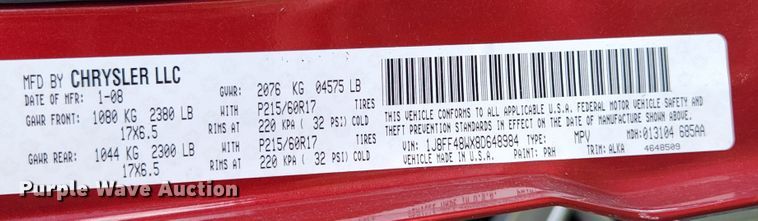 MFD BY CHRYSLER LLC
DATE OF MFR: 1-08 GVWR: 2076 KG 04575 LB
GAWR FRONT: 1080 KG 2380 LB WITH P215/60R17 TIRES
17X6.5 RIMS AT 220 KPA ( 32 PSI) COLD
GAWR REAR: 1044 KG 2300 LB WITH P215/60R17 TIRES
17X6.5 RIMS AT 220 KPA ( 32 PSI) COLD
THIS VEHICLE CONFORMS TO ALL APPLICABLE U.S.A. FEDERAL MOTOR VEHICLE SAFETY AND
THEFT PREVENTION STANDARDS IN EFFECT ON THE DATE OF MANUFACTURE SHOWN ABOVE.
VIN: 1J8FF48WX8D648984 TYPE: MPV MDH: 013104 685AA
VEHICLE MADE IN U.S.A. PAINT: PRH TRIM: ALKA 4648509
Purple Wave Auction